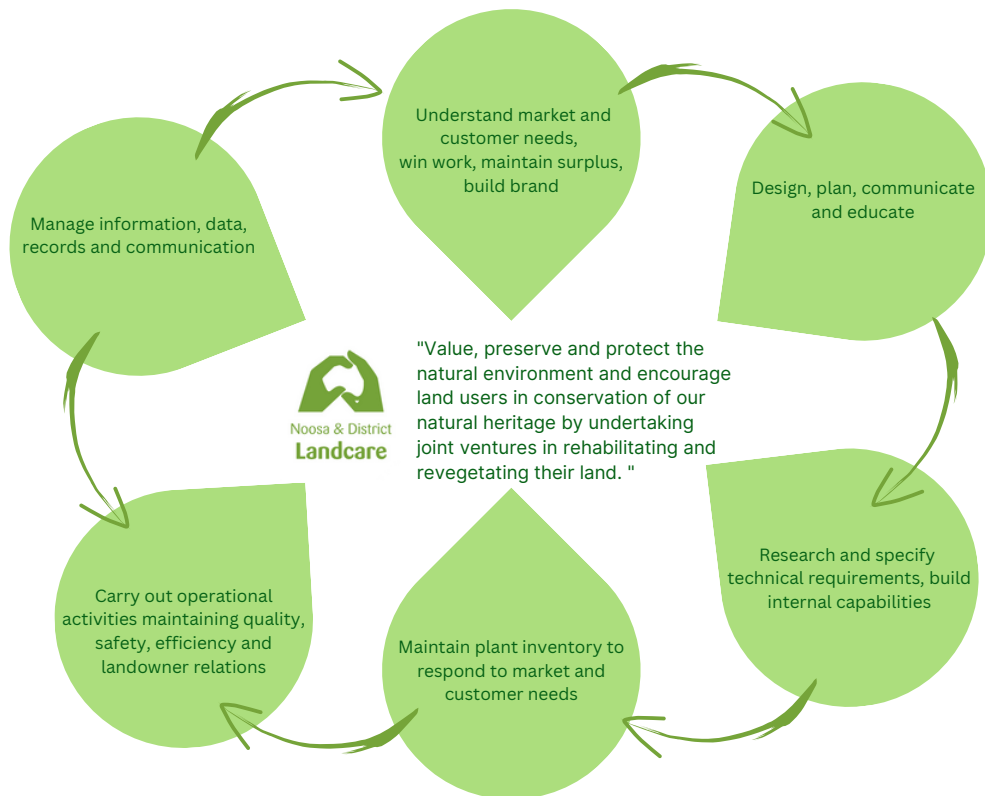 Understand market and
customer needs,
win work, maintain surplus,
build brand
Design, plan, communicate
and educate
Research and specify
technical requirements, build
internal capabilities
Maintain plant inventory to
respond to market and
customer needs
Carry out operational
activities maintaining quality,
safety, efficiency and
landowner relations
Manage information, data,
records and communication
Noosa & District
Landcare
"Value, preserve and protect the
natural environment and encourage
land users in conservation of our
natural heritage by undertaking
joint ventures in rehabilitating and
revegetating their land. "